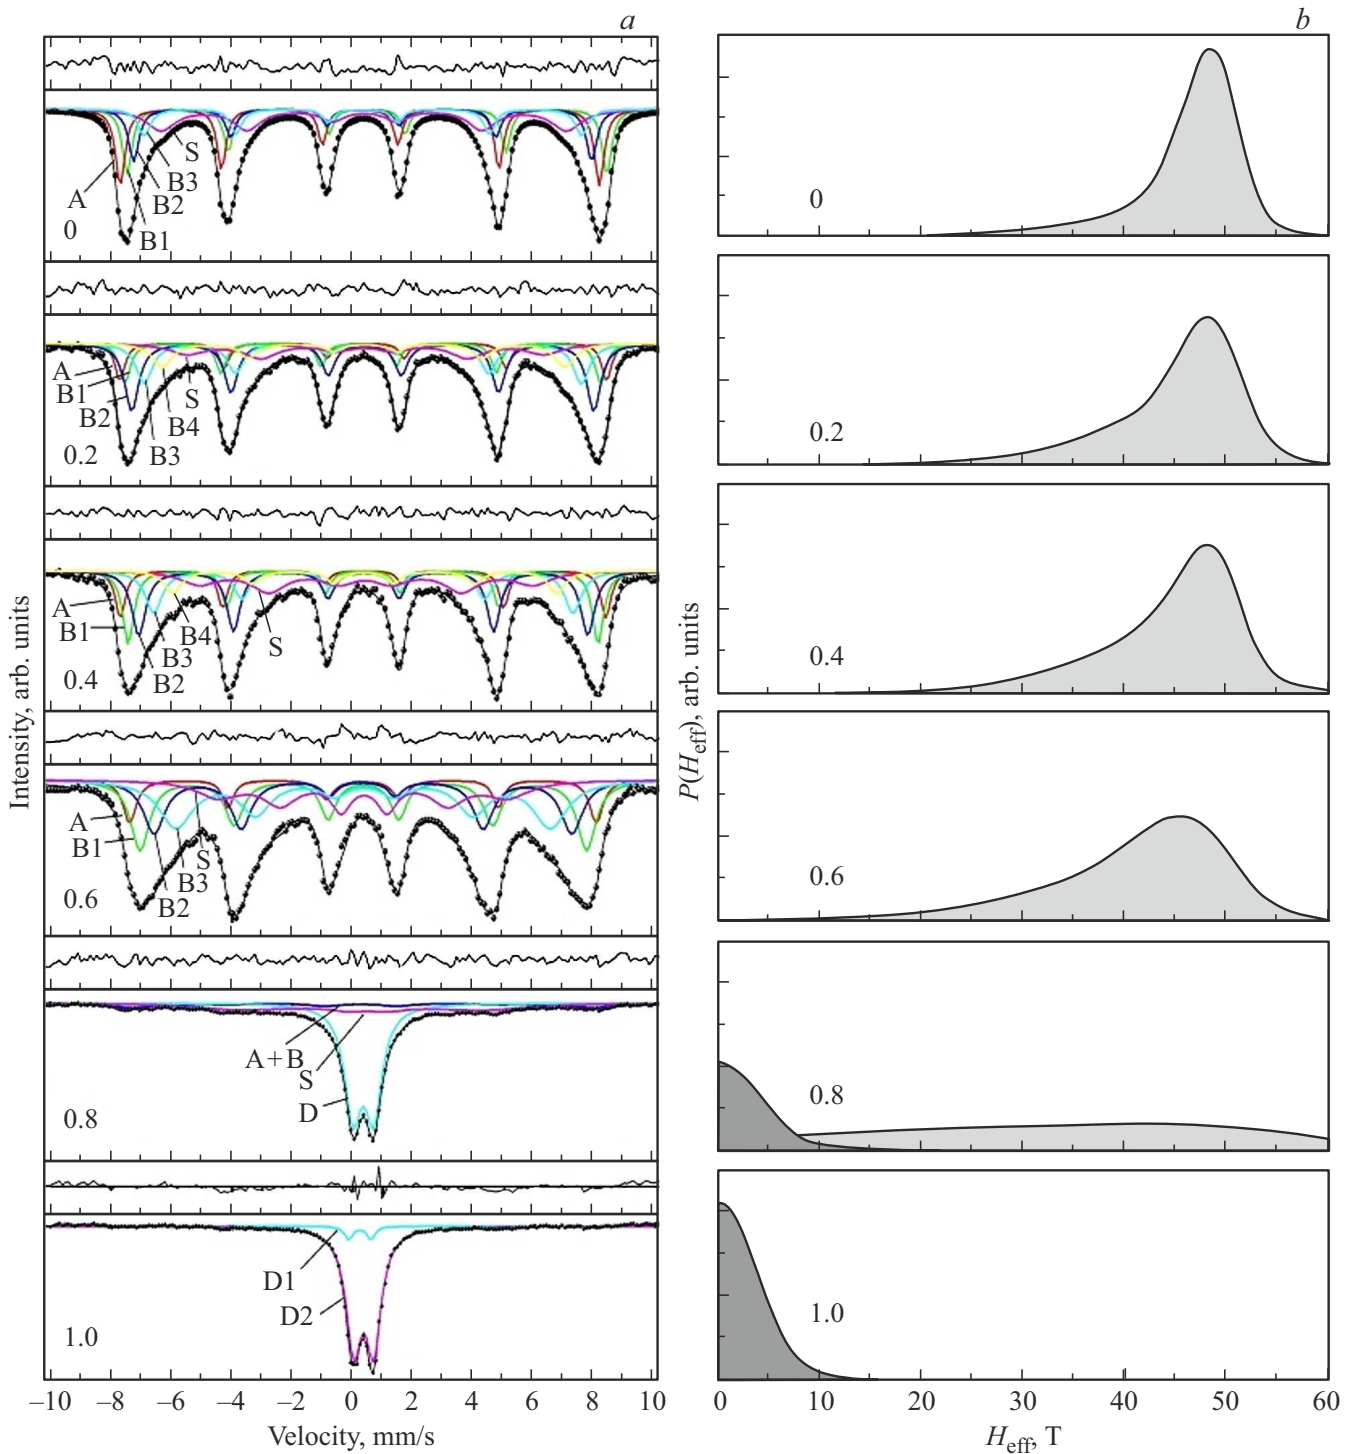 a
A
S
B3
B2
B1
0
A
B1
B2
S
B4
B3
0.2
A
B1
B4
B3
B2
S
0.4
A
B1
S
B3
B2
0.6
A+B
S
D
0.8
D1
D2
1.0
–10 –8 –6 –4 –2 0 2 4 6 8 10
Velocity, mm/s
Intensity, arb. units
b
0
0.2
0.4
0.6
0.8
1.0
0 10 20 30 40 50 60
Heff, T
P(Heff), arb. units